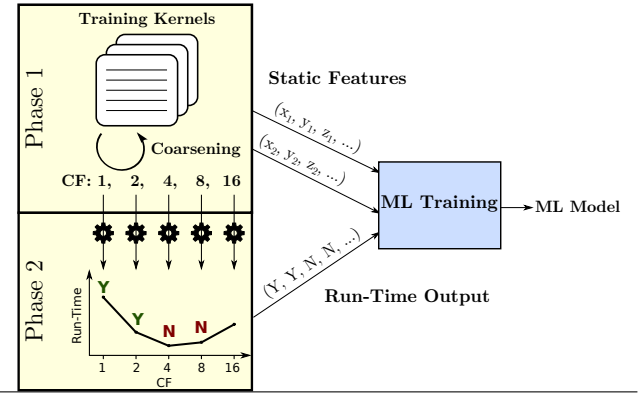 Training Kernels
Phase 1
Coarsening
CF: 1, 2, 4, 8, 16
Static Features
(x1, y1, z1, ...)
(x2, y2, z2, ...)
ML Training
ML Model
Phase 2
Run-Time
Y
Y
N
N
1 2 4 8 16
CF
(Y, Y, N, N, ...)
Run-Time Output